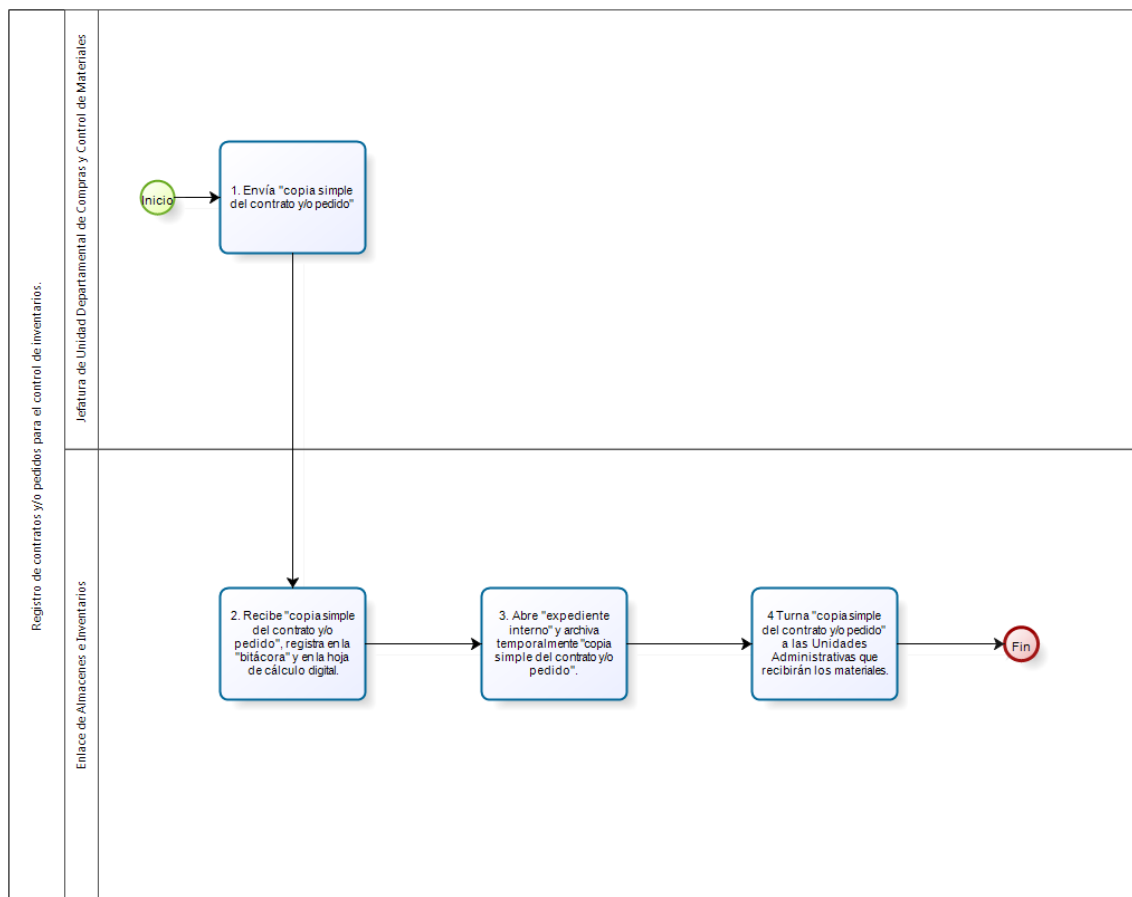 Registro de contratos y/o pedidos para el control de inventarios.
Jefatura de Unidad Departamental de Compras y Control de Materiales
Inicio
1. Envía "copia simple
del contrato y/o pedido"
Enlace de Almacenes e Inventarios
2. Recibe "copia simple
del contrato y/o
pedido", registra en la
"bitácora" y en la hoja
de cálculo digital.
3. Abre "expediente
interno" y archiva
temporalmente "copia
simple del contrato y/o
pedido".
4 Turna "copia simple
del contrato y/o pedido"
a las Unidades
Administrativas que
recibirán los materiales.
Fin